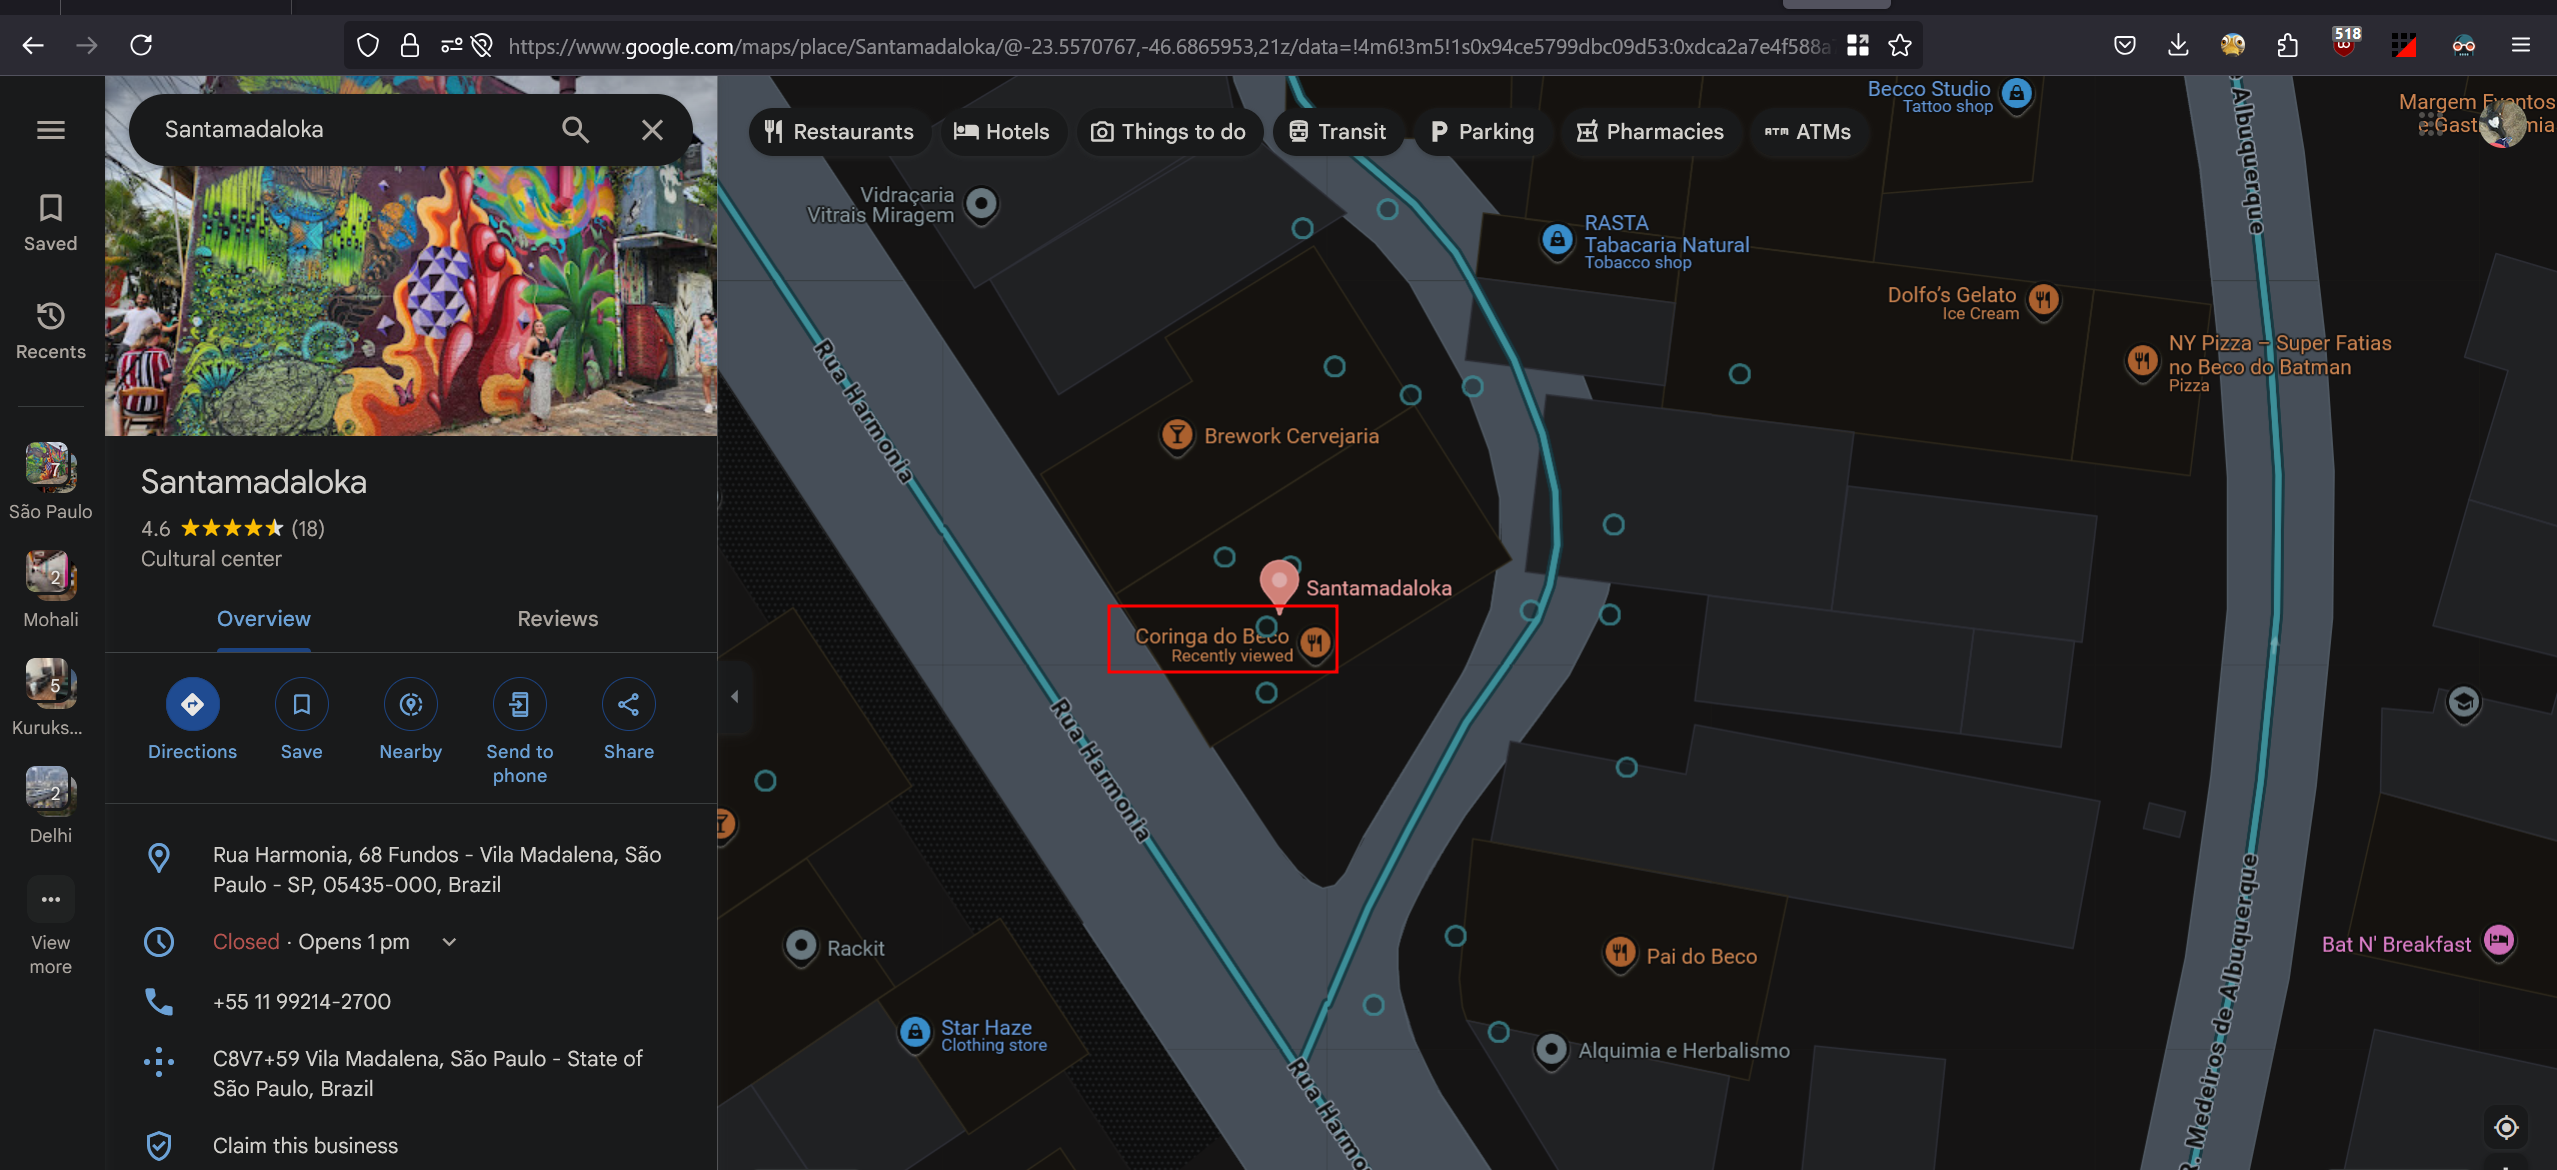 https://www.google.com/maps/place/Santamadaloka/@-23.5570767,-46.6865953,21z/data=!4m6!3m5!1s0x94ce5799dbc09d53:0xdca2a7e4f588a
518
Santamadaloka
Saved
Recents
7
São Paulo
2
Mohali
5
Kuruks...
2
Delhi
View
more
Santamadaloka
4.6 (18)
Cultural center
Overview
Reviews
Directions
Save
Nearby
Send to
phone
Share
Rua Harmonia, 68 Fundos - Vila Madalena, São
Paulo - SP, 05435-000, Brazil
Closed · Opens 1 pm
+55 11 99214-2700
C8V7+59 Vila Madalena, São Paulo - State of
São Paulo, Brazil
Claim this business
Restaurants
Hotels
Things to do
Transit
Parking
Pharmacies
ATM ATMs
Becco Studio
Tattoo shop
Margem Eventos
e Gastronomia
Albuquerque
Vidraçaria
Vitrais Miragem
RASTA
Tabacaria Natural
Tobacco shop
Dolfo's Gelato
Ice Cream
NY Pizza – Super Fatias
no Beco do Batman
Pizza
Rua Harmonia
Brework Cervejaria
Santamadaloka
Coringa do Beco
Recently viewed
Rua Harmonia
Rackit
Star Haze
Clothing store
Pai do Beco
Alquimia e Herbalismo
Bat N' Breakfast
R. Medeiros de Albuquerque
Rua Harmo